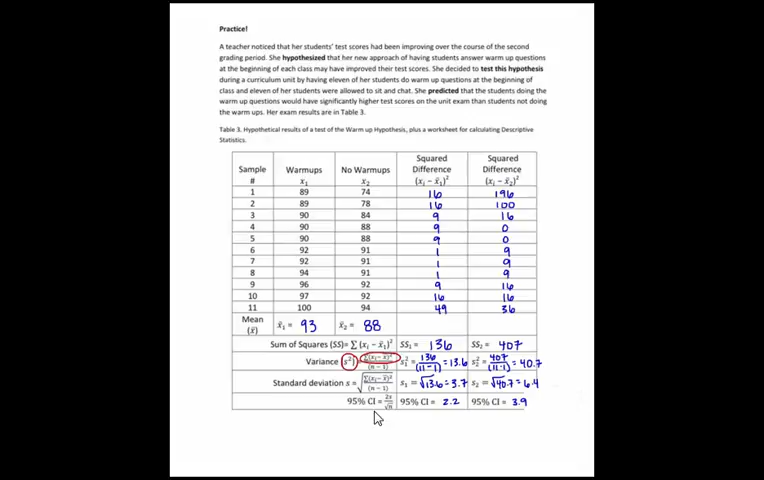 Practice!
A teacher noticed that her students' test scores had been improving over the course of the second
grading period. She hypothesized that her new approach of having students answer warm up questions
at the beginning of each class may have improved their test scores. She decided to test this hypothesis
during a curriculum unit by having eleven of her students do warm up questions at the beginning of
class and eleven of her students were allowed to sit and chat. She predicted that the students doing the
warm up questions would have significantly higher test scores on the unit exam than students not doing
the warm ups. Her exam results are in Table 3.
Table 3. Hypothetical results of a test of the Warm up Hypothesis, plus a worksheet for calculating Descriptive
Statistics.
Sample # Warmups x₁ No Warmups x₂ Squared Difference (xᵢ − x̄₁)² Squared Difference (xᵢ − x̄₂)²
1 89 74 16 196
2 89 78 16 100
3 90 84 9 16
4 90 88 9 0
5 90 88 9 0
6 92 91 1 9
7 92 91 1 9
8 94 91 1 9
9 96 92 9 16
10 97 92 16 16
11 100 94 49 36
Mean (x̄) x̄₁ = 93 x̄₂ = 88
Sum of Squares (SS)= ∑ (xᵢ − x̄₁)² SS₁ = 136 SS₂ = 407
Variance (s²) = ∑(xᵢ − x̄)² / (n − 1) s₁² = 136/(11-1) = 13.6 s₂² = 407/(11-1) = 40.7
Standard deviation s = √(∑(xᵢ − x̄)² / (n − 1)) s₁ = √13.6 = 3.7 s₂ = √40.7 = 6.4
95% CI = 2s/√n 95% CI = 2.2 95% CI = 3.9